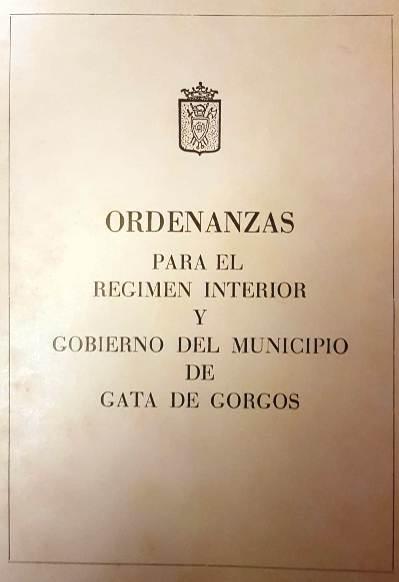 ORDENANZAS
PARA EL
REGIMEN INTERIOR
Y
GOBIERNO DEL MUNICIPIO
DE
GATA DE GORGOS